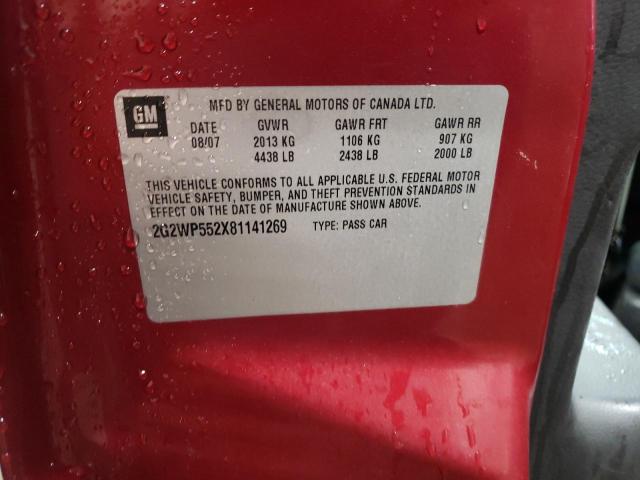 GM
MFD BY GENERAL MOTORS OF CANADA LTD.
DATE GVWR GAWR FRT GAWR RR
08/07 2013 KG 1106 KG 907 KG
4438 LB 2438 LB 2000 LB
THIS VEHICLE CONFORMS TO ALL APPLICABLE U.S. FEDERAL MOTOR
VEHICLE SAFETY, BUMPER, AND THEFT PREVENTION STANDARDS IN
EFFECT ON THE DATE OF MANUFACTURE SHOWN ABOVE.
2G2WP552X81141269 TYPE: PASS CAR